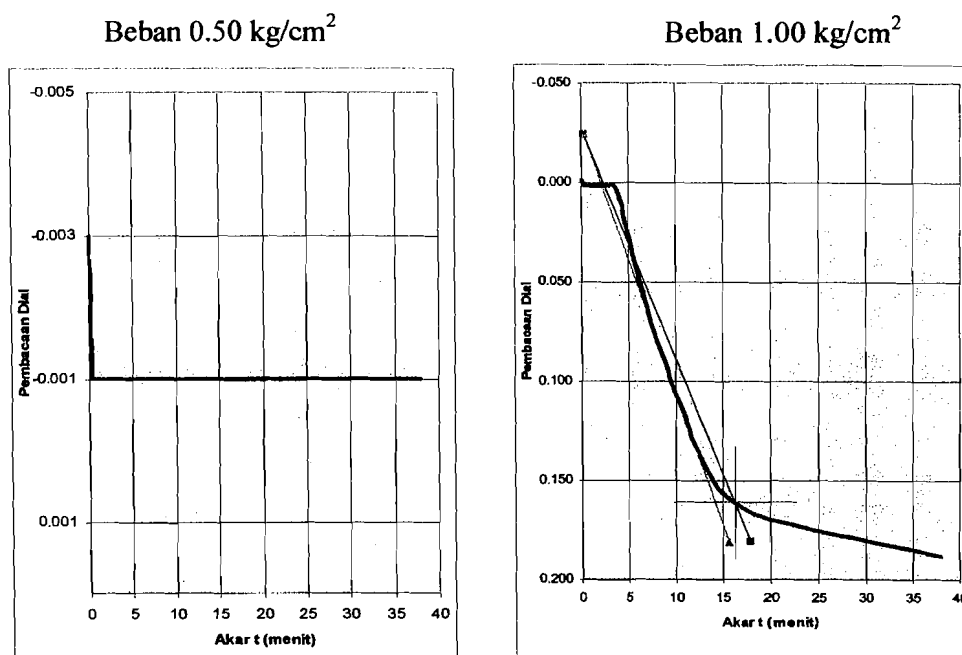 Beban 0.50 kg/cm²
-0.005
-0.003
-0.001
0.001
Pembacaan Dial
0 5 10 15 20 25 30 35 40
Akar t (menit)
Beban 1.00 kg/cm²
-0.050
0.000
0.050
0.100
0.150
0.200
Pembacaan Dial
0 5 10 15 20 25 30 35 40
Akar t (menit)